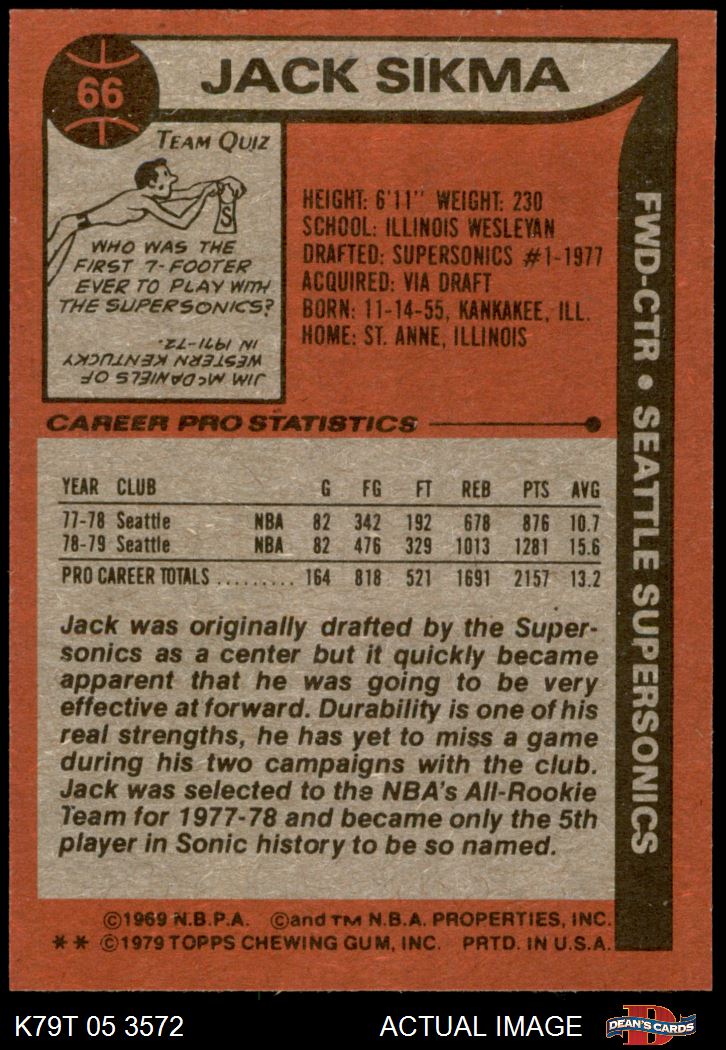 66
JACK SIKMA
TEAM QUIZ
S
WHO WAS THE
FIRST 7-FOOTER
EVER TO PLAY WITH
THE SUPERSONICS?
JIM McDANIELS OF
WESTERN KENTUCKY
IN 1971-72.
HEIGHT: 6'11" WEIGHT: 230
SCHOOL: ILLINOIS WESLEYAN
DRAFTED: SUPERSONICS #1-1977
ACQUIRED: VIA DRAFT
BORN: 11-14-55, KANKAKEE, ILL.
HOME: ST. ANNE, ILLINOIS
FWD-CTR • SEATTLE SUPERSONICS
CAREER PRO STATISTICS
YEAR CLUB G FG FT REB PTS AVG
77-78 Seattle NBA 82 342 192 678 876 10.7
78-79 Seattle NBA 82 476 329 1013 1281 15.6
PRO CAREER TOTALS ......... 164 818 521 1691 2157 13.2
Jack was originally drafted by the Super-
sonics as a center but it quickly became
apparent that he was going to be very
effective at forward. Durability is one of his
real strengths, he has yet to miss a game
during his two campaigns with the club.
Jack was selected to the NBA's All-Rookie
Team for 1977-78 and became only the 5th
player in Sonic history to be so named.
©1969 N.B.P.A. ©and TM N.B.A. PROPERTIES, INC.
** ©1979 TOPPS CHEWING GUM, INC. PRTD. IN U.S.A.
K79T 05 3572
ACTUAL IMAGE
D
DEAN'S CARDS